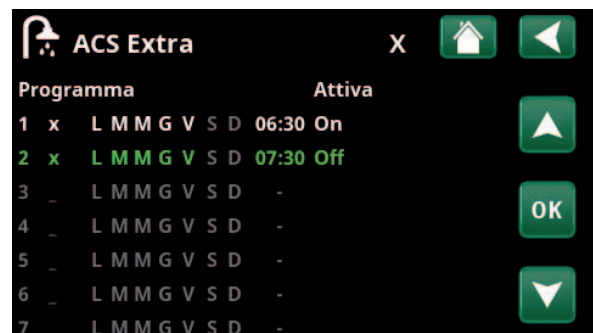 ACS Extra X
Programma Attiva
1 x L M M G V S D 06:30 On
2 x L M M G V S D 07:30 Off
3 _ L M M G V S D -
4 _ L M M G V S D -
OK
5 _ L M M G V S D -
6 _ L M M G V S D -
7 L M M G V S D